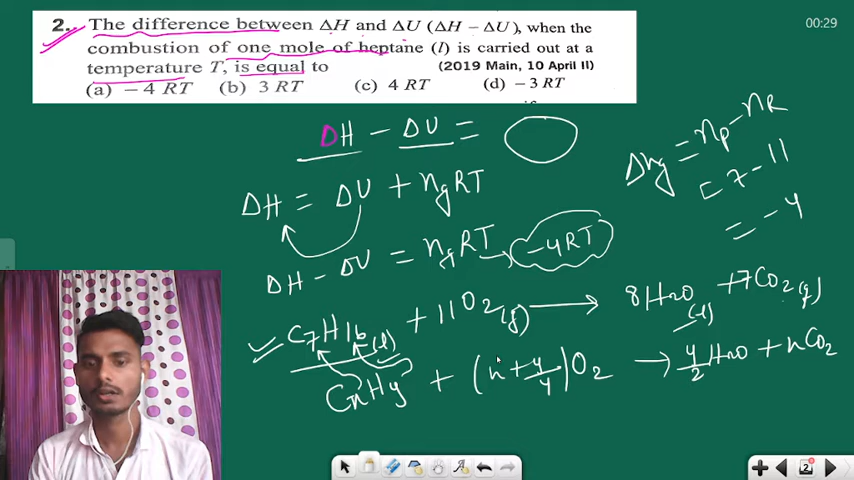 00:29
2. The difference between ΔH and ΔU (ΔH – ΔU), when the
combustion of one mole of heptane (l) is carried out at a
temperature T, is equal to (2019 Main, 10 April II)
(a) – 4 RT (b) 3 RT (c) 4 RT (d) – 3 RT
ΔH – ΔU =
Δng = nP – nR
= 7 – 11
= – 4
ΔH = ΔU + ngRT
ΔH – ΔU = ngRT → –4RT
C7H16(l) + 11O2(g) → 8H2O(l) + 7CO2(g)
CxHy + (x + y/4)O2 → y/2 H2O + xCO2
2